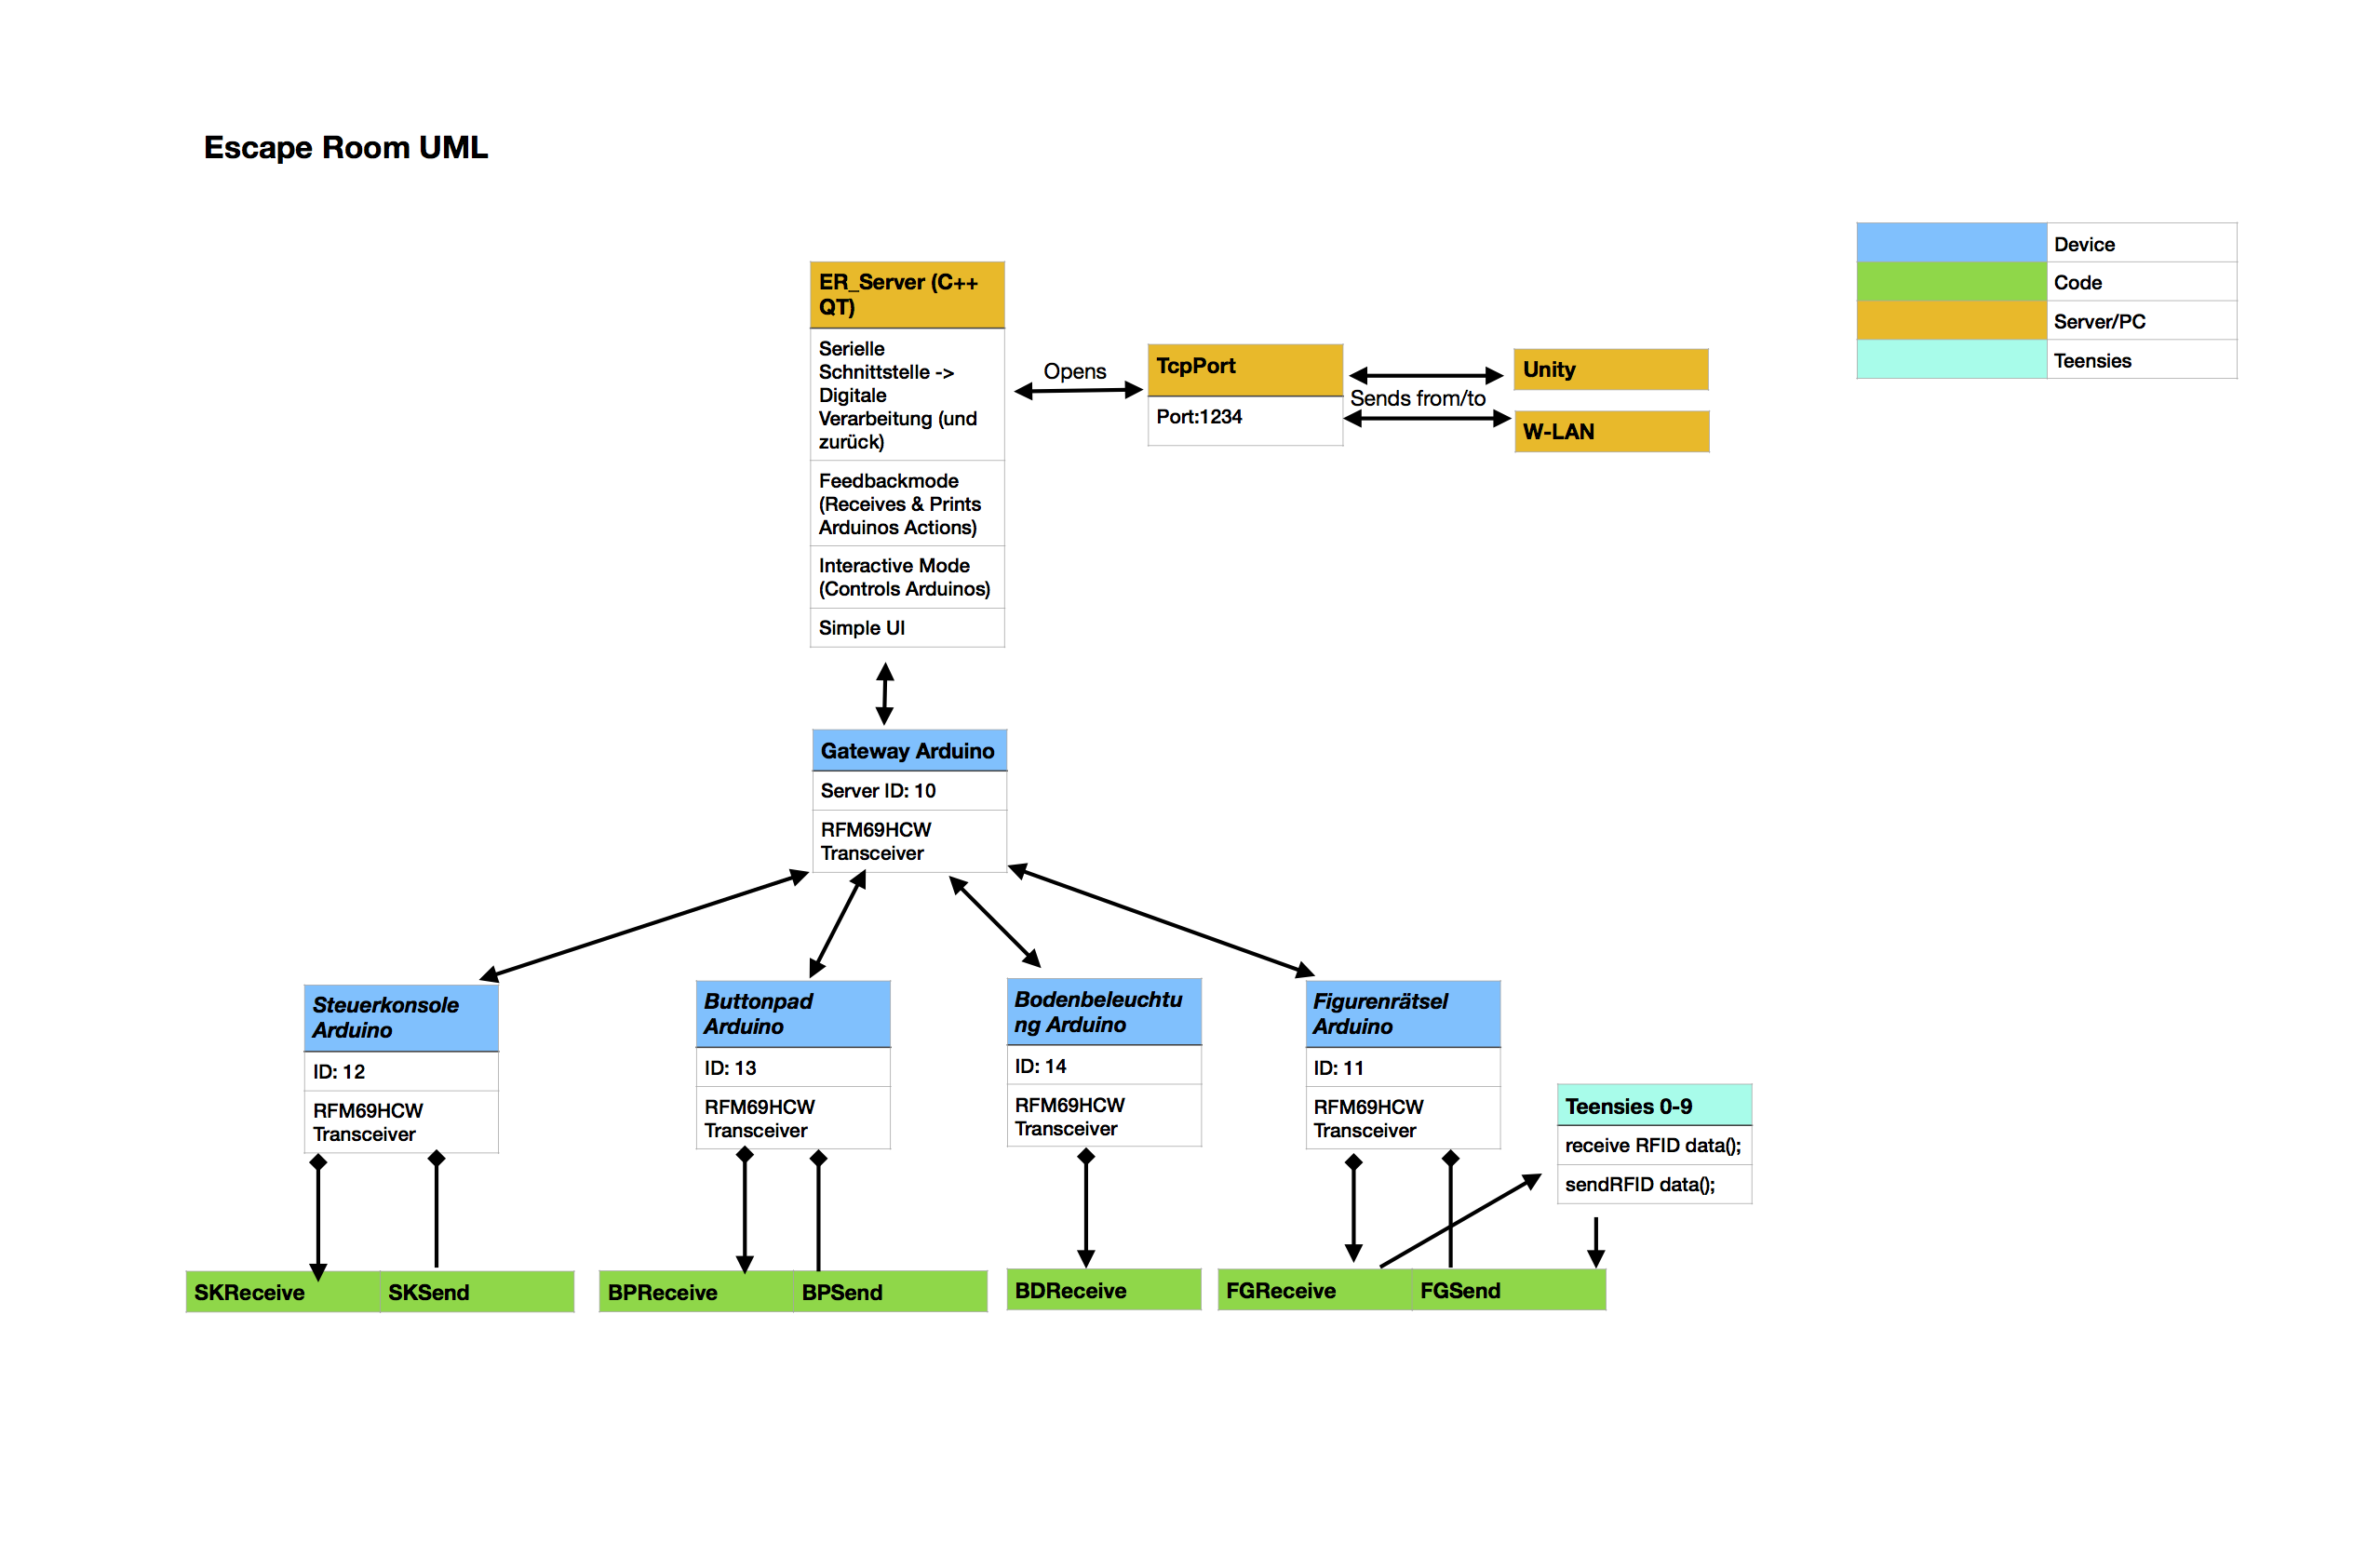 Escape Room UML
Device
Code
Server/PC
Teensies
ER_Server (C++
QT)
Serielle
Schnittstelle ->
Digitale
Verarbeitung (und
zurück)
Feedbackmode
(Receives & Prints
Arduinos Actions)
Interactive Mode
(Controls Arduinos)
Simple UI
Opens
TcpPort
Port:1234
Sends from/to
Unity
W-LAN
Gateway Arduino
Server ID: 10
RFM69HCW
Transceiver
Steuerkonsole
Arduino
ID: 12
RFM69HCW
Transceiver
Buttonpad
Arduino
ID: 13
RFM69HCW
Transceiver
Bodenbeleuchtu
ng Arduino
ID: 14
RFM69HCW
Transceiver
Figurenrätsel
Arduino
ID: 11
RFM69HCW
Transceiver
Teensies 0-9
receive RFID data();
sendRFID data();
SKReceive
SKSend
BPReceive
BPSend
BDReceive
FGReceive
FGSend